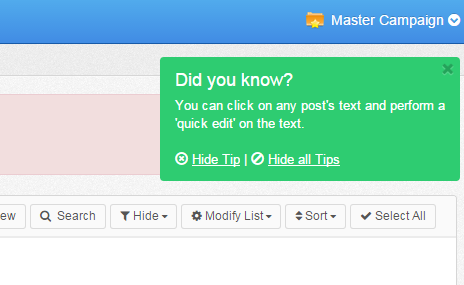 Master Campaign
Did you know?
You can click on any post's text and perform a
'quick edit' on the text.
Hide Tip | Hide all Tips
ew Search Hide Modify List Sort Select All